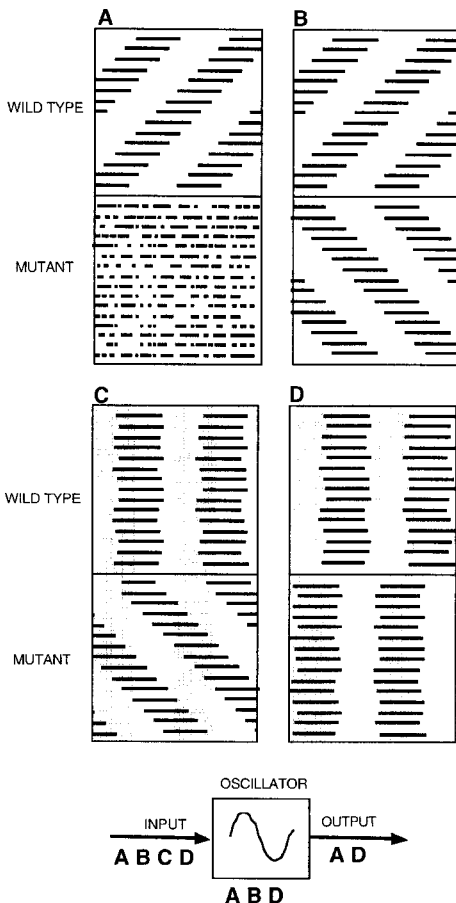 A B
WILD TYPE
MUTANT
C D
WILD TYPE
MUTANT
OSCILLATOR
INPUT OUTPUT
A B C D A D
A B D